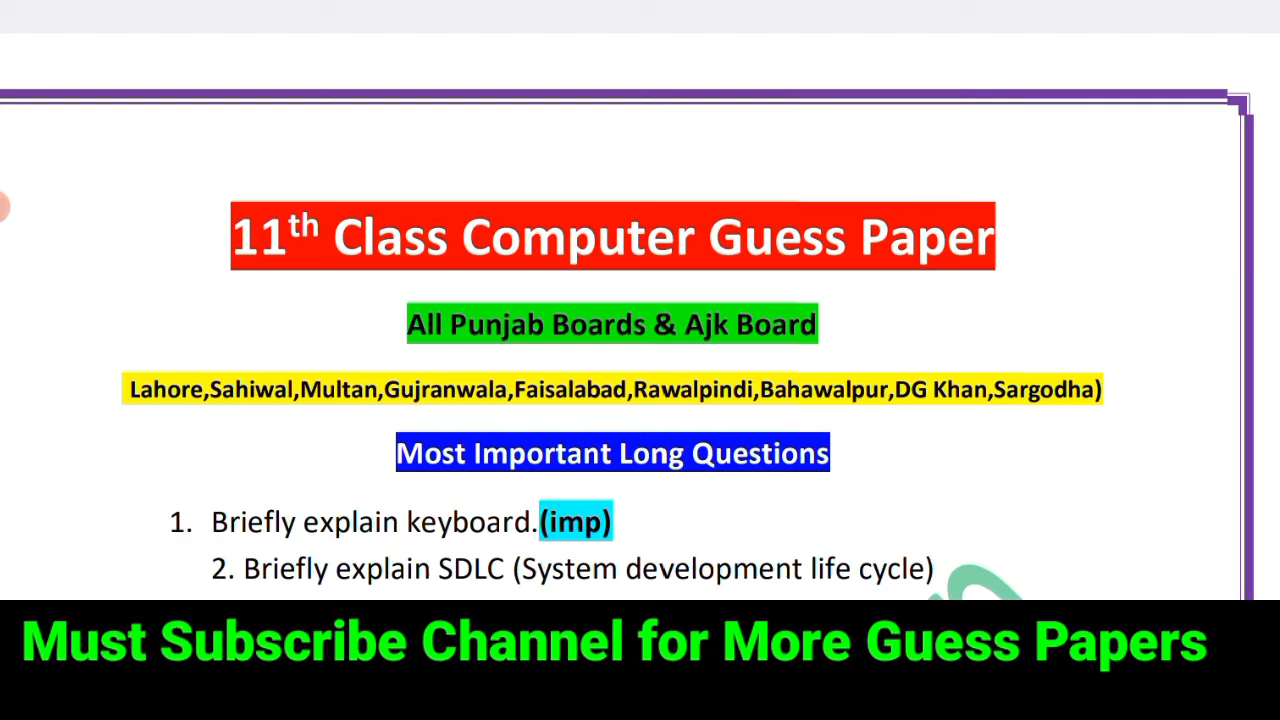 11th Class Computer Guess Paper
All Punjab Boards & Ajk Board
Lahore,Sahiwal,Multan,Gujranwala,Faisalabad,Rawalpindi,Bahawalpur,DG Khan,Sargodha)
Most Important Long Questions
1. Briefly explain keyboard.(imp)
2. Briefly explain SDLC (System development life cycle)
Must Subscribe Channel for More Guess Papers